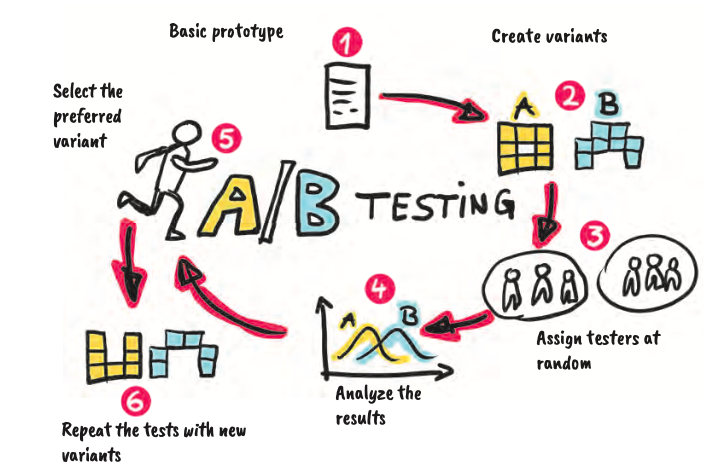 Basic prototype
1
Create variants
A
2
B
Select the
preferred
variant
5
A/B TESTING
3
Assign testers at
random
4
A
B
Analyze the
results
6
Repeat the tests with new
variants